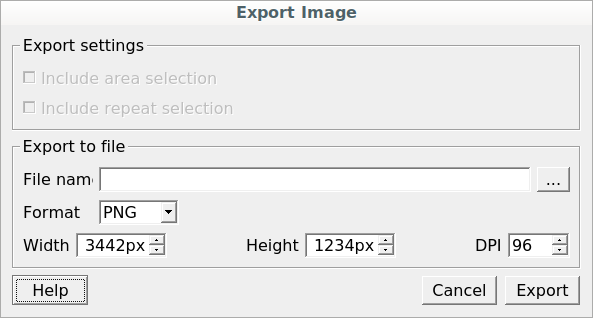 Export Image
Export settings
Include area selection
Include repeat selection
Export to file
File nam
...
Format PNG
Width 3442px Height 1234px DPI 96
Help Cancel Export